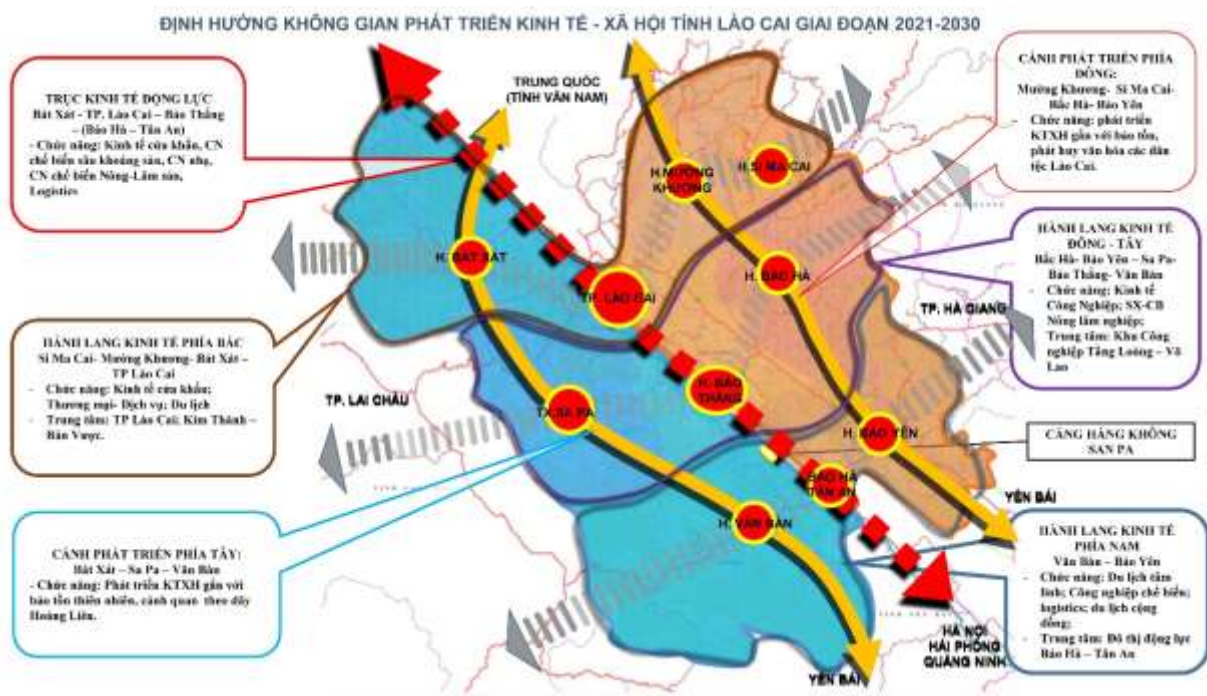 ĐỊNH HƯỚNG KHÔNG GIAN PHÁT TRIỂN KINH TẾ - XÃ HỘI TỈNH LÀO CAI GIAI ĐOẠN 2021-2030
TRỤC KINH TẾ ĐỘNG LỰC
Bát Xát - TP. Lào Cai – Bảo Thắng
– (Bảo Hà – Tân An)
- Chức năng: Kinh tế cửa khẩu, CN
chế biến sâu khoáng sản, CN nhẹ,
CN chế biến Nông-Lâm sản,
Logistics
TRUNG QUỐC
(TỈNH VÂN NAM)
CÁNH PHÁT TRIỂN PHÍA
ĐÔNG:
Mường Khương- Si Ma Cai-
Bắc Hà- Bảo Yên
- Chức năng: phát triển
KTXH gắn với bảo tồn,
phát huy văn hóa các dân
tộc Lào Cai.
H.MƯỜNG
KHƯƠNG
H.SI MA CAI
HÀNH LANG KINH TẾ
ĐÔNG - TÂY
Bắc Hà- Bảo Yên – Sa Pa-
Bảo Thắng- Văn Bàn
- Chức năng: Kinh tế
Công Nghiệp; SX-CB
Nông lâm nghiệp;
Trung tâm: Khu Công
nghiệp Tằng Loỏng – Võ
Lao
H. BÁT XÁT
TP. LÀO CAI
H. BẢO HÀ
TP. HÀ GIANG
HÀNH LANG KINH TẾ PHÍA BẮC
Si Ma Cai- Mường Khương- Bát Xát –
TP Lào Cai
- Chức năng: Kinh tế cửa khẩu;
Thương mại- Dịch vụ; Du lịch
- Trung tâm: TP Lào Cai; Kim Thành –
Bản Vược.
TP. LAI CHÂU
TX.SA PA
H. BẢO
THẮNG
H. BẢO YÊN
CẢNG HÀNG KHÔNG
SAN PA
BẢO HÀ
TÂN AN
H. VĂN BÀN
YÊN BÁI
CÁNH PHÁT TRIỂN PHÍA TÂY:
Bát Xát – Sa Pa – Văn Bàn
- Chức năng: Phát triển KTXH gắn với
bảo tồn thiên nhiên, cảnh quan theo dãy
Hoàng Liên.
HÀNH LANG KINH TẾ
PHÍA NAM
Văn Bàn – Bảo Yên
- Chức năng: Du lịch tâm
linh; Công nghiệp chế biến;
logistics; du lịch cộng
đồng;
- Trung tâm: Đô thị động lực
Bảo Hà – Tân An
HÀ NỘI
HẢI PHÒNG
QUẢNG NINH
YÊN BÁI